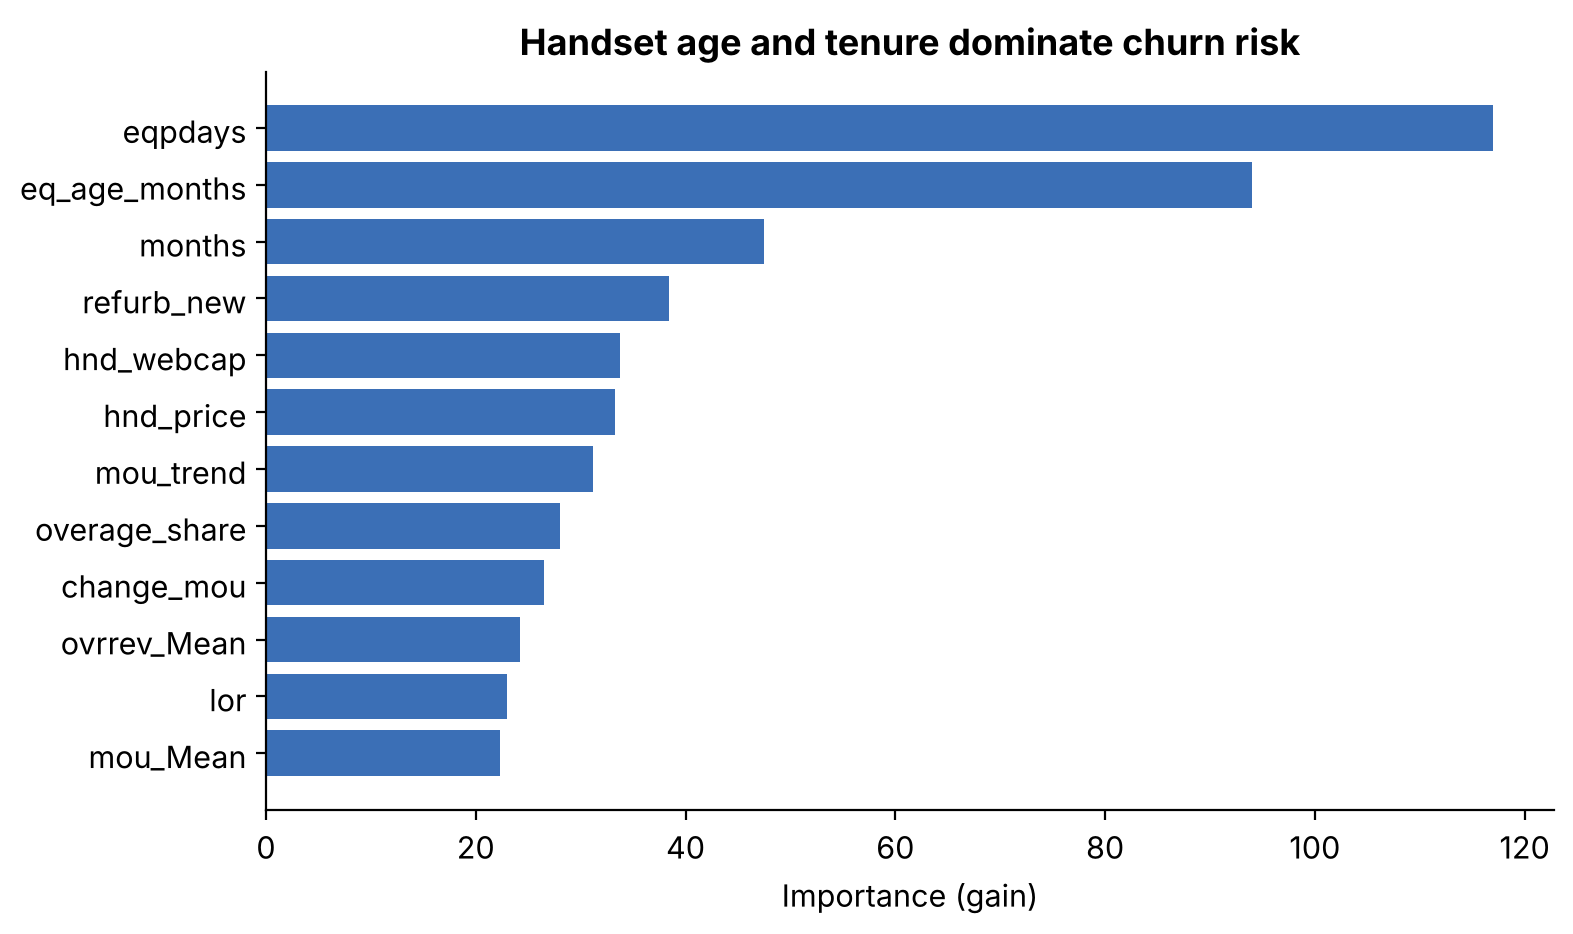 Handset age and tenure dominate churn risk
eqpdays
eq_age_months
months
refurb_new
hnd_webcap
hnd_price
mou_trend
overage_share
change_mou
ovrrev_Mean
lor
mou_Mean
0 20 40 60 80 100 120
Importance (gain)